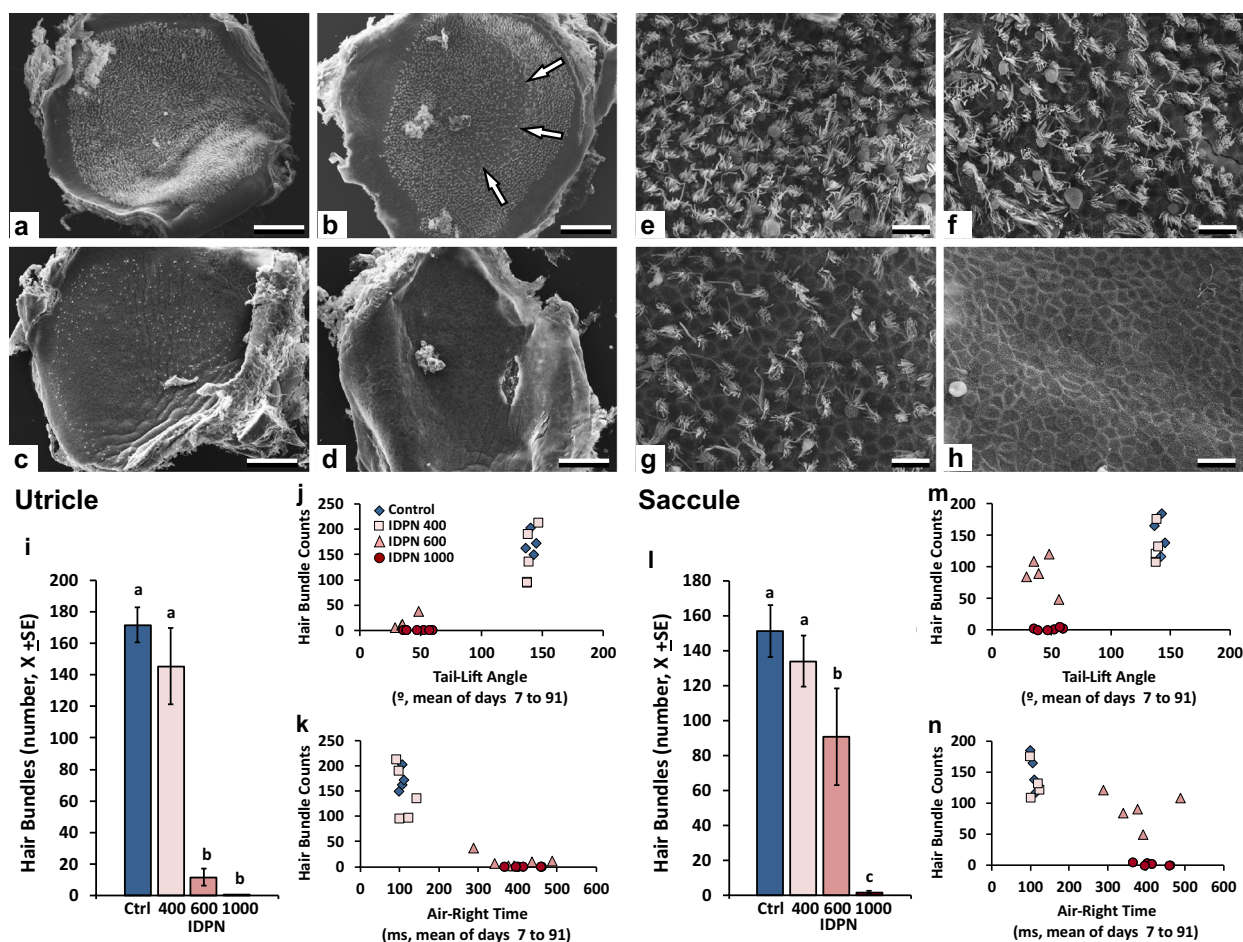 a
b
e
f
c
d
g
h
Utricle
i
Hair Bundles (number, X ±SE)
200
180
160
140
120
100
80
60
40
20
0
a
a
b
b
Ctrl 400 600 1000
IDPN
j
Hair Bundle Counts
250
200
150
100
50
0
Control
IDPN 400
IDPN 600
IDPN 1000
0 50 100 150 200
Tail-Lift Angle
(º, mean of days 7 to 91)
k
Hair Bundle Counts
250
200
150
100
50
0
0 100 200 300 400 500 600
Air-Right Time
(ms, mean of days 7 to 91)
Saccule
l
Hair Bundles (number, X ±SE)
180
160
140
120
100
80
60
40
20
0
a
a
b
c
Ctrl 400 600 1000
IDPN
m
Hair Bundle Counts
200
150
100
50
0
0 50 100 150 200
Tail-Lift Angle
(º, mean of days 7 to 91)
n
Hair Bundle Counts
200
150
100
50
0
0 100 200 300 400 500 600
Air-Right Time
(ms, mean of days 7 to 91)